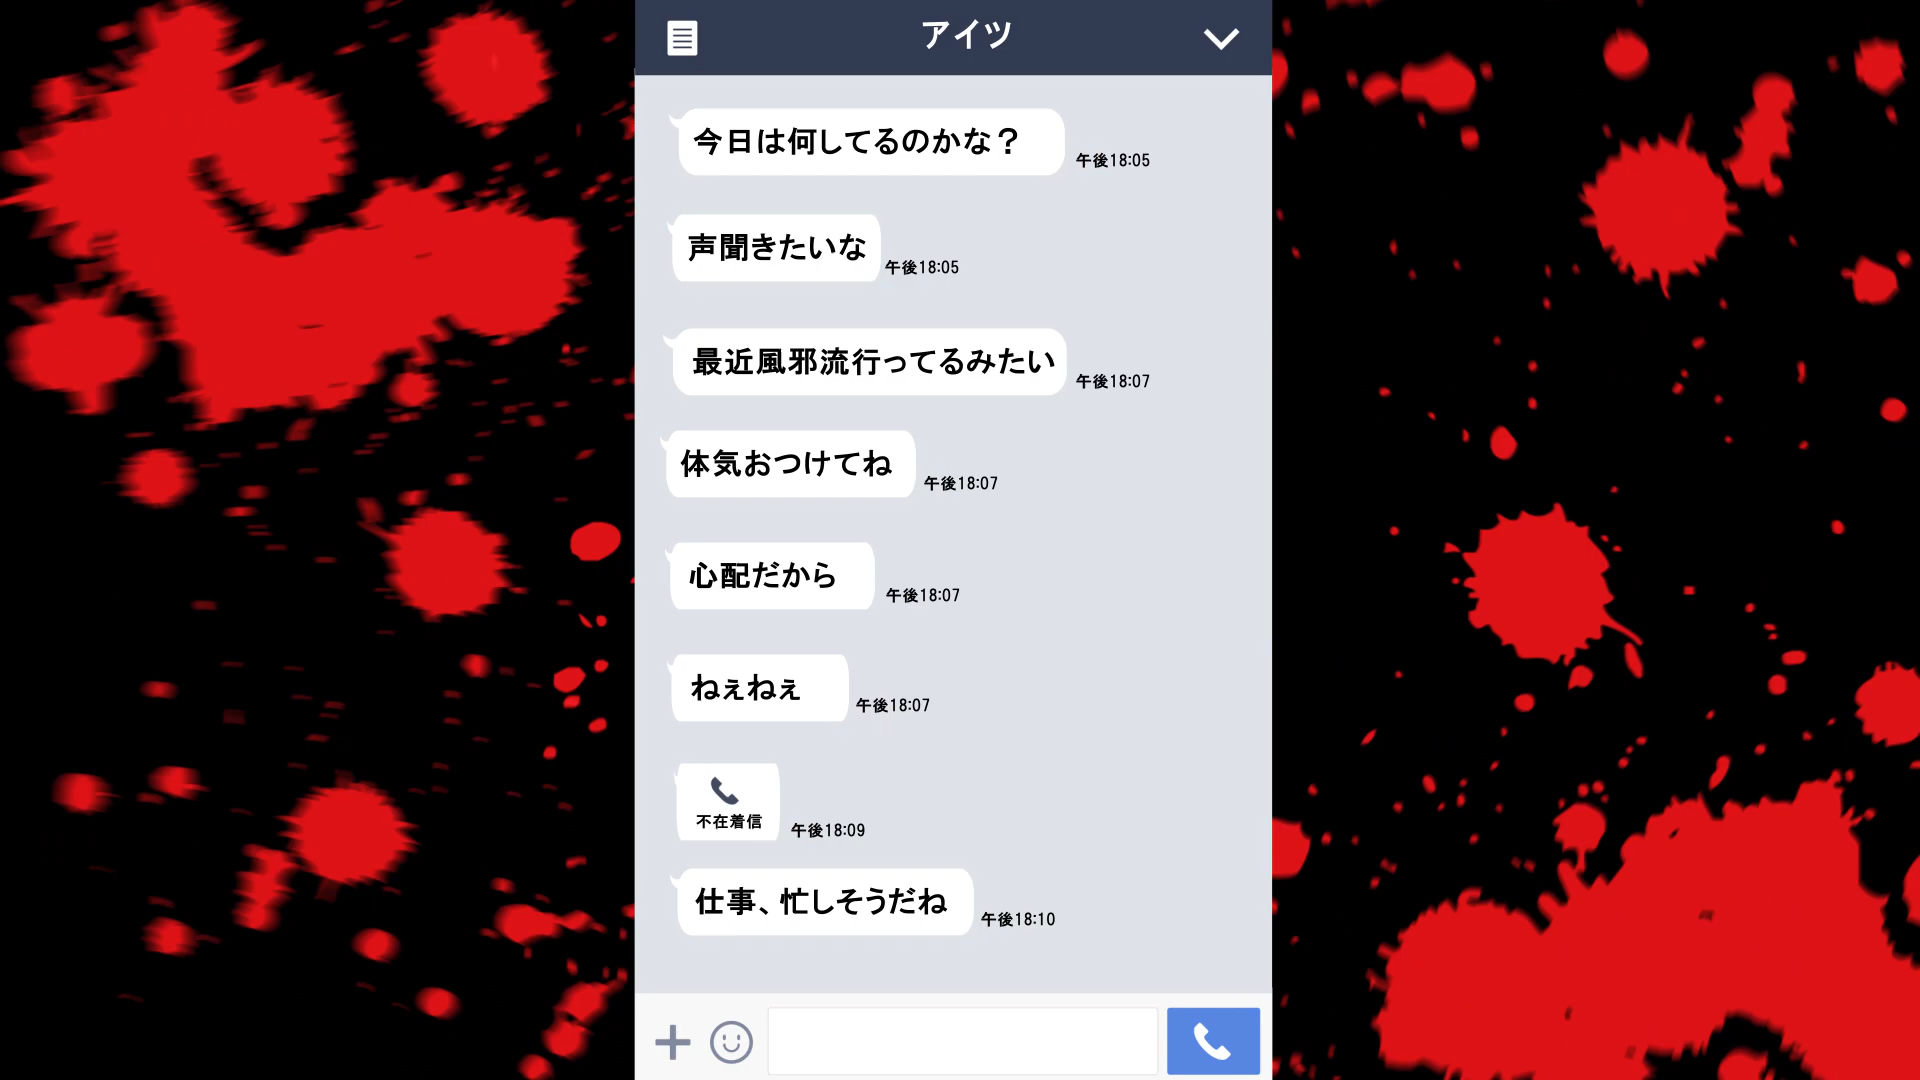 アイツ
今日は何してるのかな？
午後18:05
声聞きたいな
午後18:05
最近風邪流行ってるみたい
午後18:07
体気おつけてね
午後18:07
心配だから
午後18:07
ねぇねぇ
午後18:07
不在着信
午後18:09
仕事、忙しそうだね
午後18:10